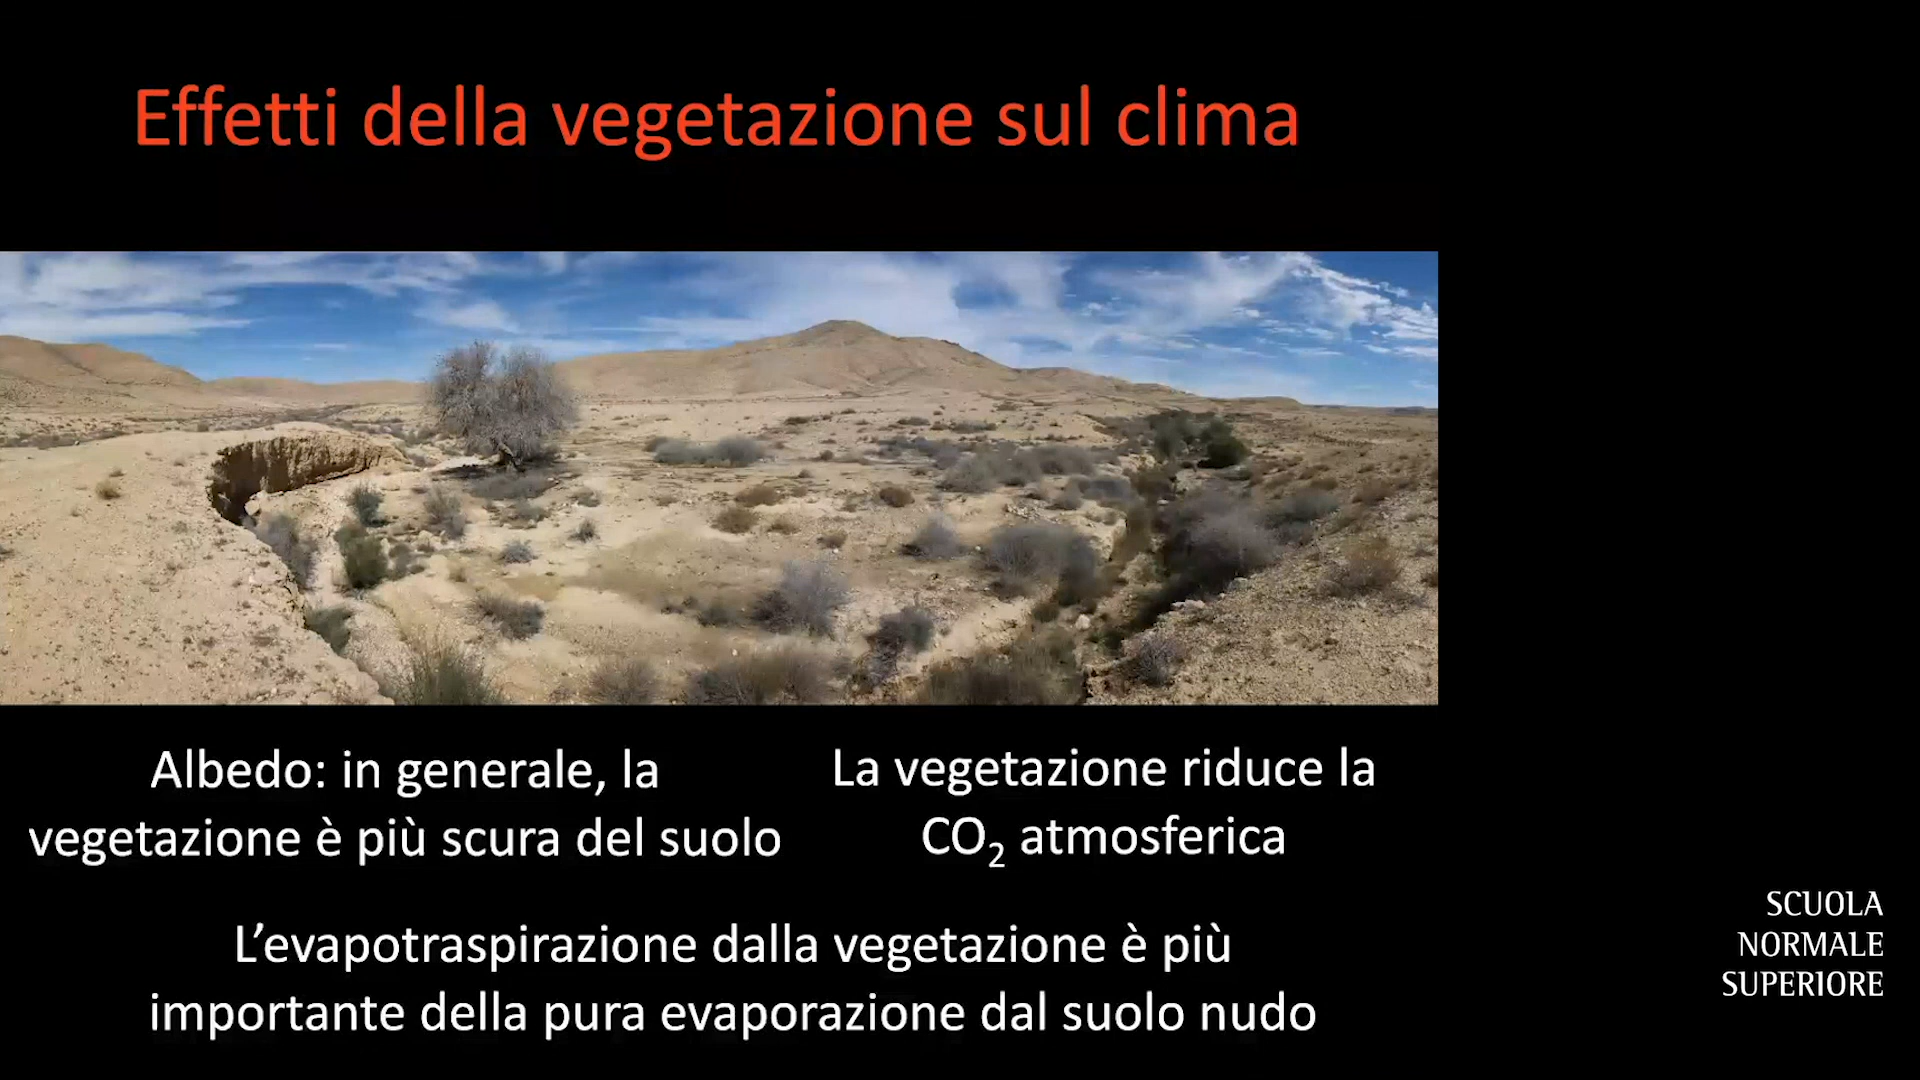 Effetti della vegetazione sul clima
Albedo: in generale, la
vegetazione è più scura del suolo
La vegetazione riduce la
CO₂ atmosferica
L’evapotraspirazione dalla vegetazione è più
importante della pura evaporazione dal suolo nudo
SCUOLA
NORMALE
SUPERIORE